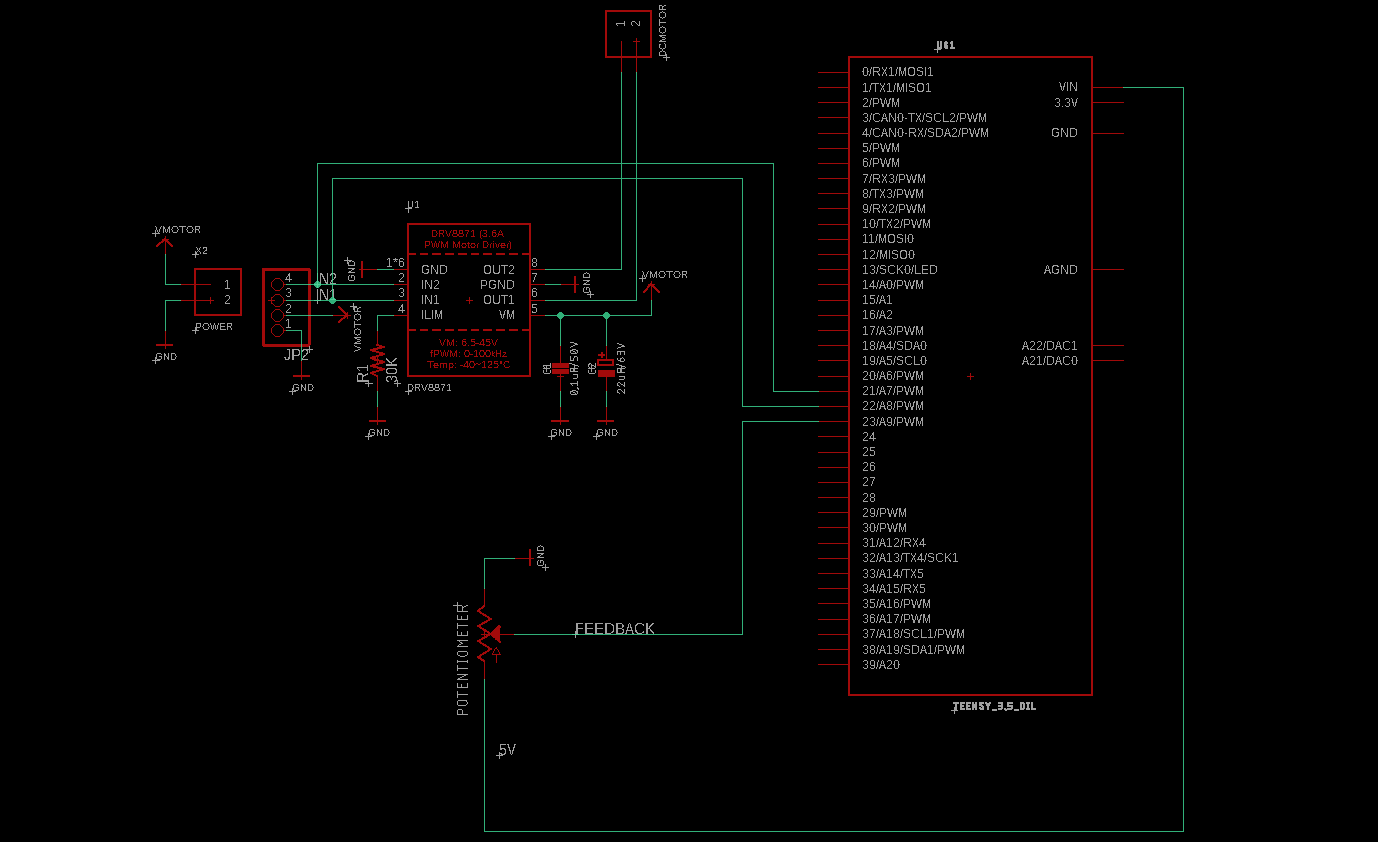 1 2
DCMOTOR
U$1
0/RX1/MOSI1
1/TX1/MISO1
2/PWM
3/CAN0-TX/SCL2/PWM
4/CAN0-RX/SDA2/PWM
5/PWM
6/PWM
7/RX3/PWM
8/TX3/PWM
9/RX2/PWM
10/TX2/PWM
11/MOSI0
12/MISO0
13/SCK0/LED
14/A0/PWM
15/A1
16/A2
17/A3/PWM
18/A4/SDA0
19/A5/SCL0
20/A6/PWM
21/A7/PWM
22/A8/PWM
23/A9/PWM
24
25
26
27
28
29/PWM
30/PWM
31/A12/RX4
32/A13/TX4/SCK1
33/A14/TX5
34/A15/RX5
35/A16/PWM
36/A17/PWM
37/A18/SCL1/PWM
38/A19/SDA1/PWM
39/A20
VIN
3.3V
GND
AGND
A22/DAC1
A21/DAC0
TEENSY_3.5_DIL
U1
DRV8871 (3.6A
PWM Motor Driver)
1*6 GND OUT2 8
2 IN2 PGND 7
3 IN1 OUT1 6
4 ILIM VM 5
VM: 6.5-45V
fPWM: 0-100kHz
Temp: -40~125°C
DRV8871
VMOTOR
X2
1
2
POWER
GND
4
3
2
1
JP2
IN2
IN1
GND
VMOTOR
GND
R1
30K
GND
GND
VMOTOR
C1
0.1uF/50V
GND
C2
22uF/63V
GND
GND
POTENTIOMETER
FEEDBACK
5V